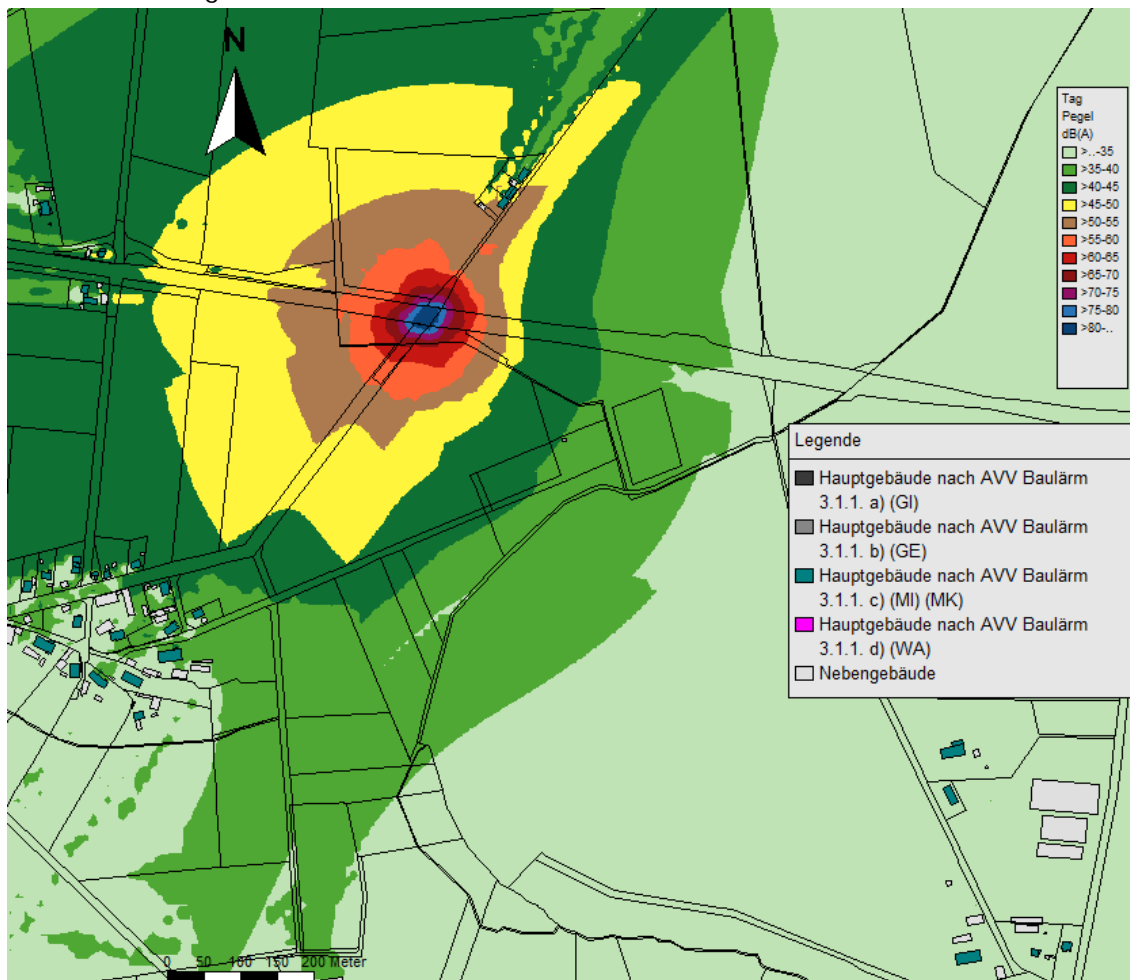 N
Tag
Pegel
dB(A)
>..-35
>35-40
>40-45
>45-50
>50-55
>55-60
>60-65
>65-70
>70-75
>75-80
>80-..
Legende
Hauptgebäude nach AVV Baulärm
3.1.1. a) (GI)
Hauptgebäude nach AVV Baulärm
3.1.1. b) (GE)
Hauptgebäude nach AVV Baulärm
3.1.1. c) (MI) (MK)
Hauptgebäude nach AVV Baulärm
3.1.1. d) (WA)
Nebengebäude
0 50 100 150 200 Meter